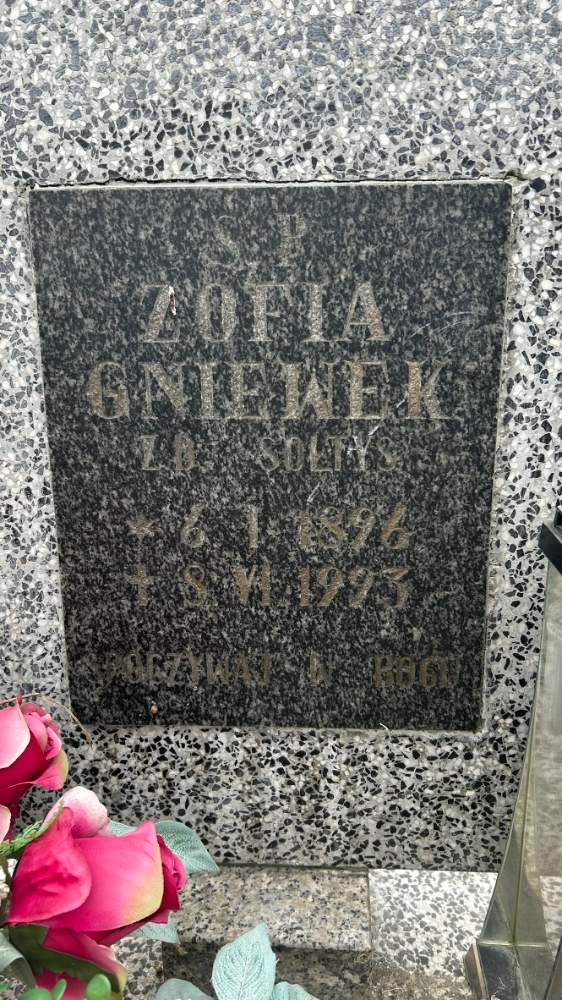 S P
ZOFIA
GNIEWEK
Z D. SOŁTYS
* 6 I 1896
+ 8 VI 1993
SPOCZYWAJ W BOGU